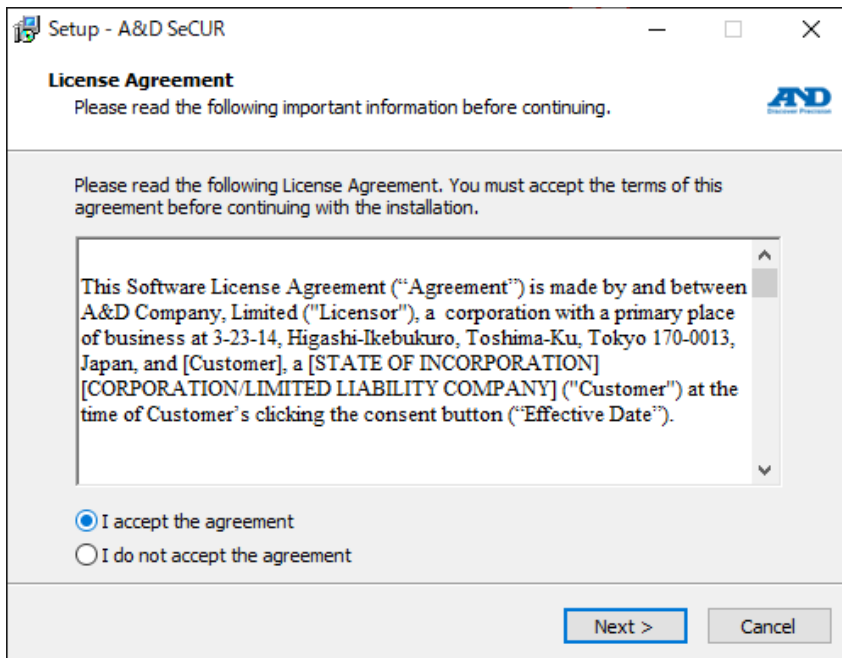 Setup - A&D SeCUR
License Agreement
Please read the following important information before continuing.
AND
Discover Precision
Please read the following License Agreement. You must accept the terms of this
agreement before continuing with the installation.
This Software License Agreement (“Agreement”) is made by and between
A&D Company, Limited ("Licensor"), a  corporation with a primary place
of business at 3-23-14, Higashi-Ikebukuro, Toshima-Ku, Tokyo 170-0013,
Japan, and [Customer], a [STATE OF INCORPORATION]
[CORPORATION/LIMITED LIABILITY COMPANY] ("Customer") at the
time of Customer’s clicking the consent button (“Effective Date”).
I accept the agreement
I do not accept the agreement
Next >
Cancel